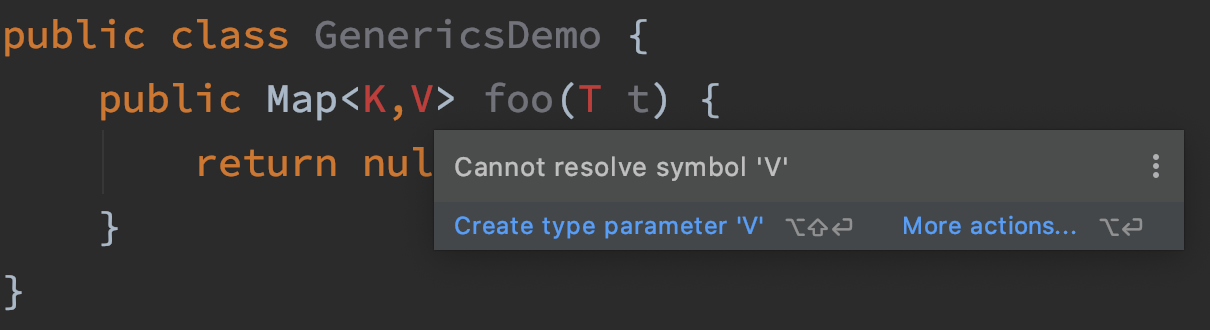 public class GenericsDemo {
public Map<K,V> foo(T t) {
return nul
Cannot resolve symbol 'V'
Create type parameter 'V' ⌥⇧⏎ More actions... ⌥⏎
}
}